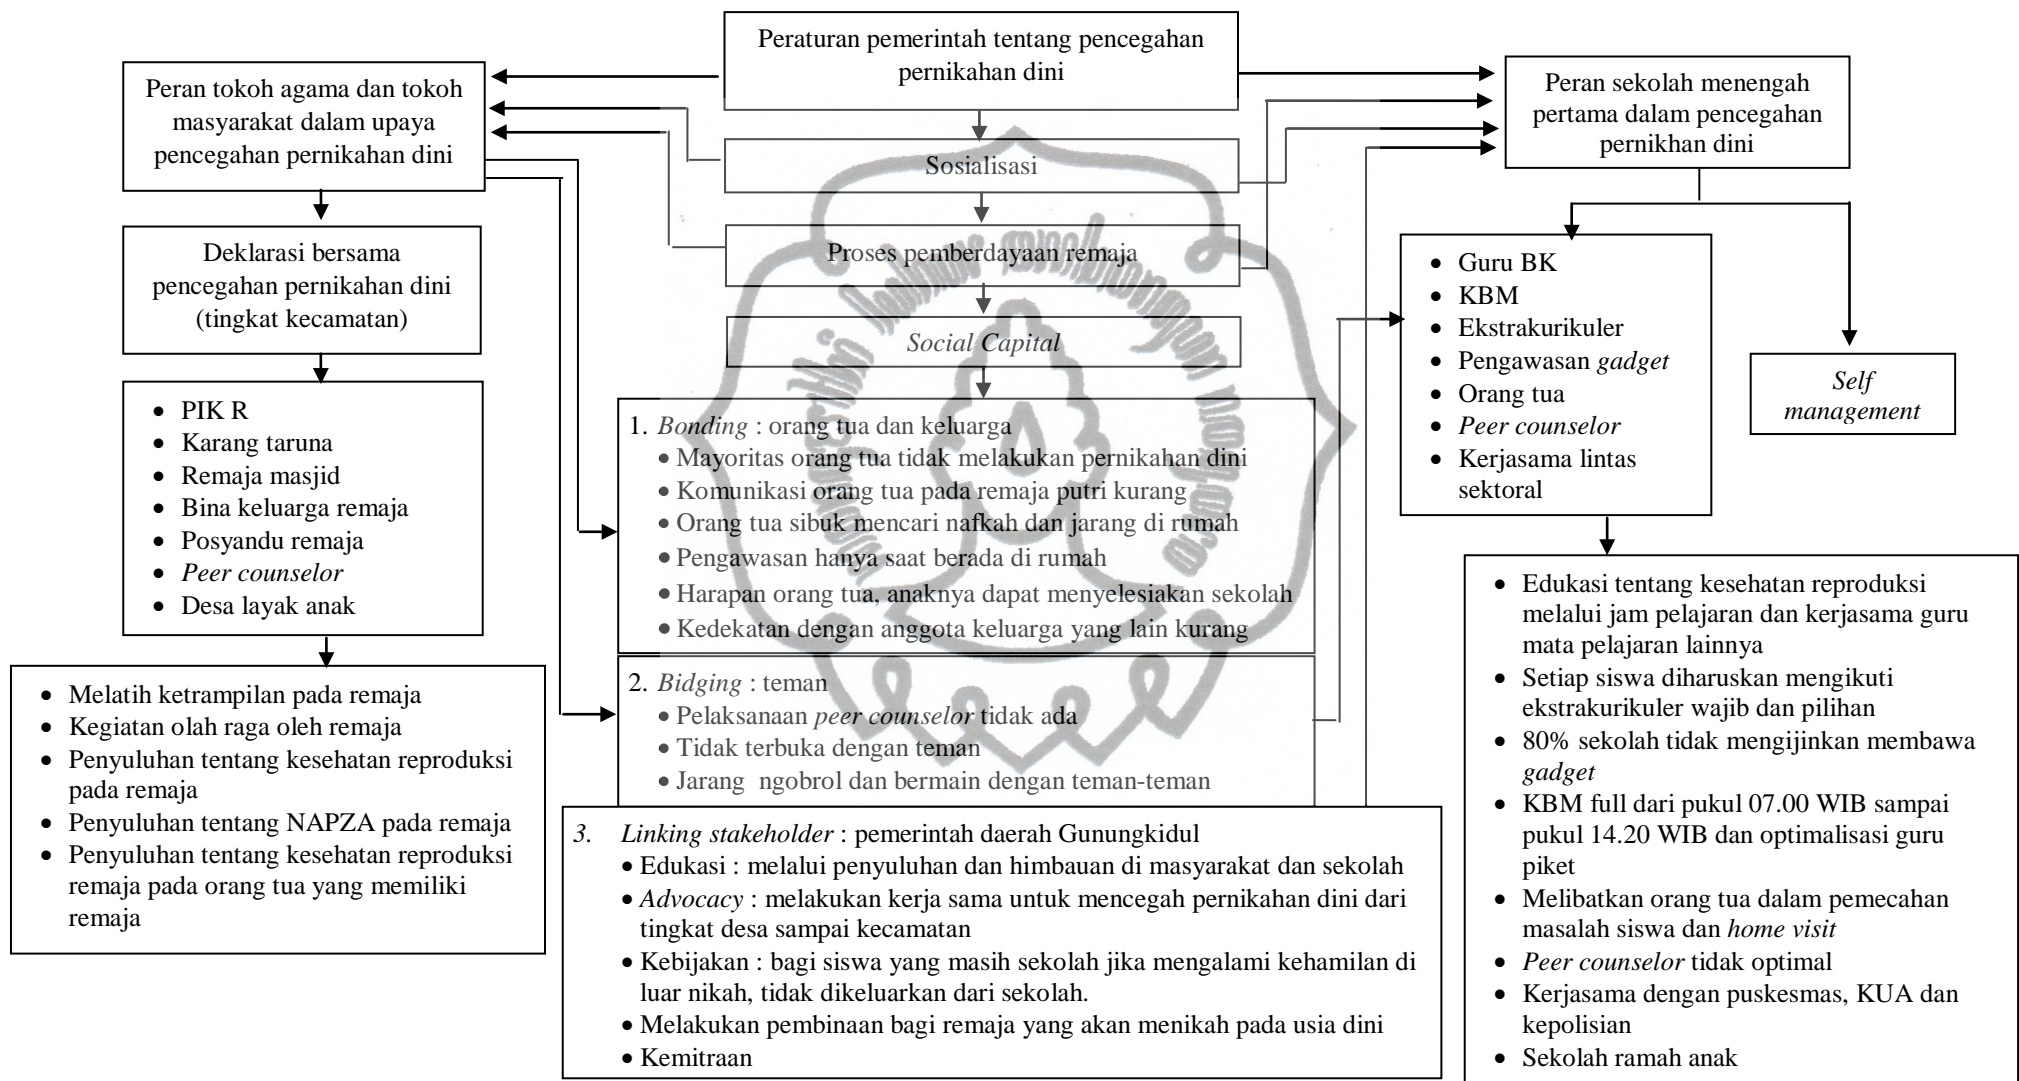 Peraturan pemerintah tentang pencegahan
pernikahan dini
Peran tokoh agama dan tokoh
masyarakat dalam upaya
pencegahan pernikahan dini
Peran sekolah menengah
pertama dalam pencegahan
pernikhan dini
Sosialisasi
Proses pemberdayaan remaja
Social Capital
Deklarasi bersama
pencegahan pernikahan dini
(tingkat kecamatan)
• PIK R
• Karang taruna
• Remaja masjid
• Bina keluarga remaja
• Posyandu remaja
• Peer counselor
• Desa layak anak
• Melatih ketrampilan pada remaja
• Kegiatan olah raga oleh remaja
• Penyuluhan tentang kesehatan reproduksi
pada remaja
• Penyuluhan tentang NAPZA pada remaja
• Penyuluhan tentang kesehatan reproduksi
remaja pada orang tua yang memiliki
remaja
1. Bonding : orang tua dan keluarga
• Mayoritas orang tua tidak melakukan pernikahan dini
• Komunikasi orang tua pada remaja putri kurang
• Orang tua sibuk mencari nafkah dan jarang di rumah
• Pengawasan hanya saat berada di rumah
• Harapan orang tua, anaknya dapat menyelesiakan sekolah
• Kedekatan dengan anggota keluarga yang lain kurang
2. Bidging : teman
• Pelaksanaan peer counselor tidak ada
• Tidak terbuka dengan teman
• Jarang ngobrol dan bermain dengan teman-teman
3. Linking stakeholder : pemerintah daerah Gunungkidul
• Edukasi : melalui penyuluhan dan himbauan di masyarakat dan sekolah
• Advocacy : melakukan kerja sama untuk mencegah pernikahan dini dari
tingkat desa sampai kecamatan
• Kebijakan : bagi siswa yang masih sekolah jika mengalami kehamilan di
luar nikah, tidak dikeluarkan dari sekolah.
• Melakukan pembinaan bagi remaja yang akan menikah pada usia dini
• Kemitraan
• Guru BK
• KBM
• Ekstrakurikuler
• Pengawasan gadget
• Orang tua
• Peer counselor
• Kerjasama lintas
sektoral
Self
management
• Edukasi tentang kesehatan reproduksi
melalui jam pelajaran dan kerjasama guru
mata pelajaran lainnya
• Setiap siswa diharuskan mengikuti
ekstrakurikuler wajib dan pilihan
• 80% sekolah tidak mengijinkan membawa
gadget
• KBM full dari pukul 07.00 WIB sampai
pukul 14.20 WIB dan optimalisasi guru
piket
• Melibatkan orang tua dalam pemecahan
masalah siswa dan home visit
• Peer counselor tidak optimal
• Kerjasama dengan puskesmas, KUA dan
kepolisian
• Sekolah ramah anak